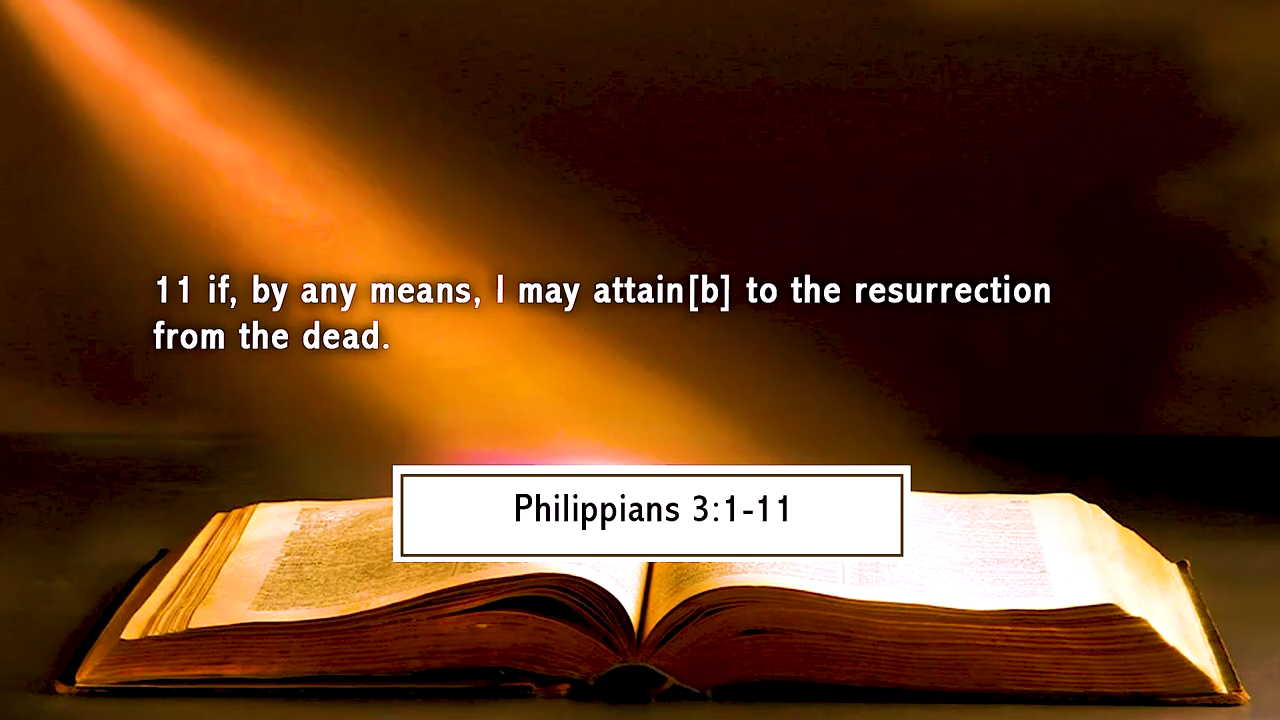 11 if, by any means, I may attain[b] to the resurrection
from the dead.
Philippians 3:1-11